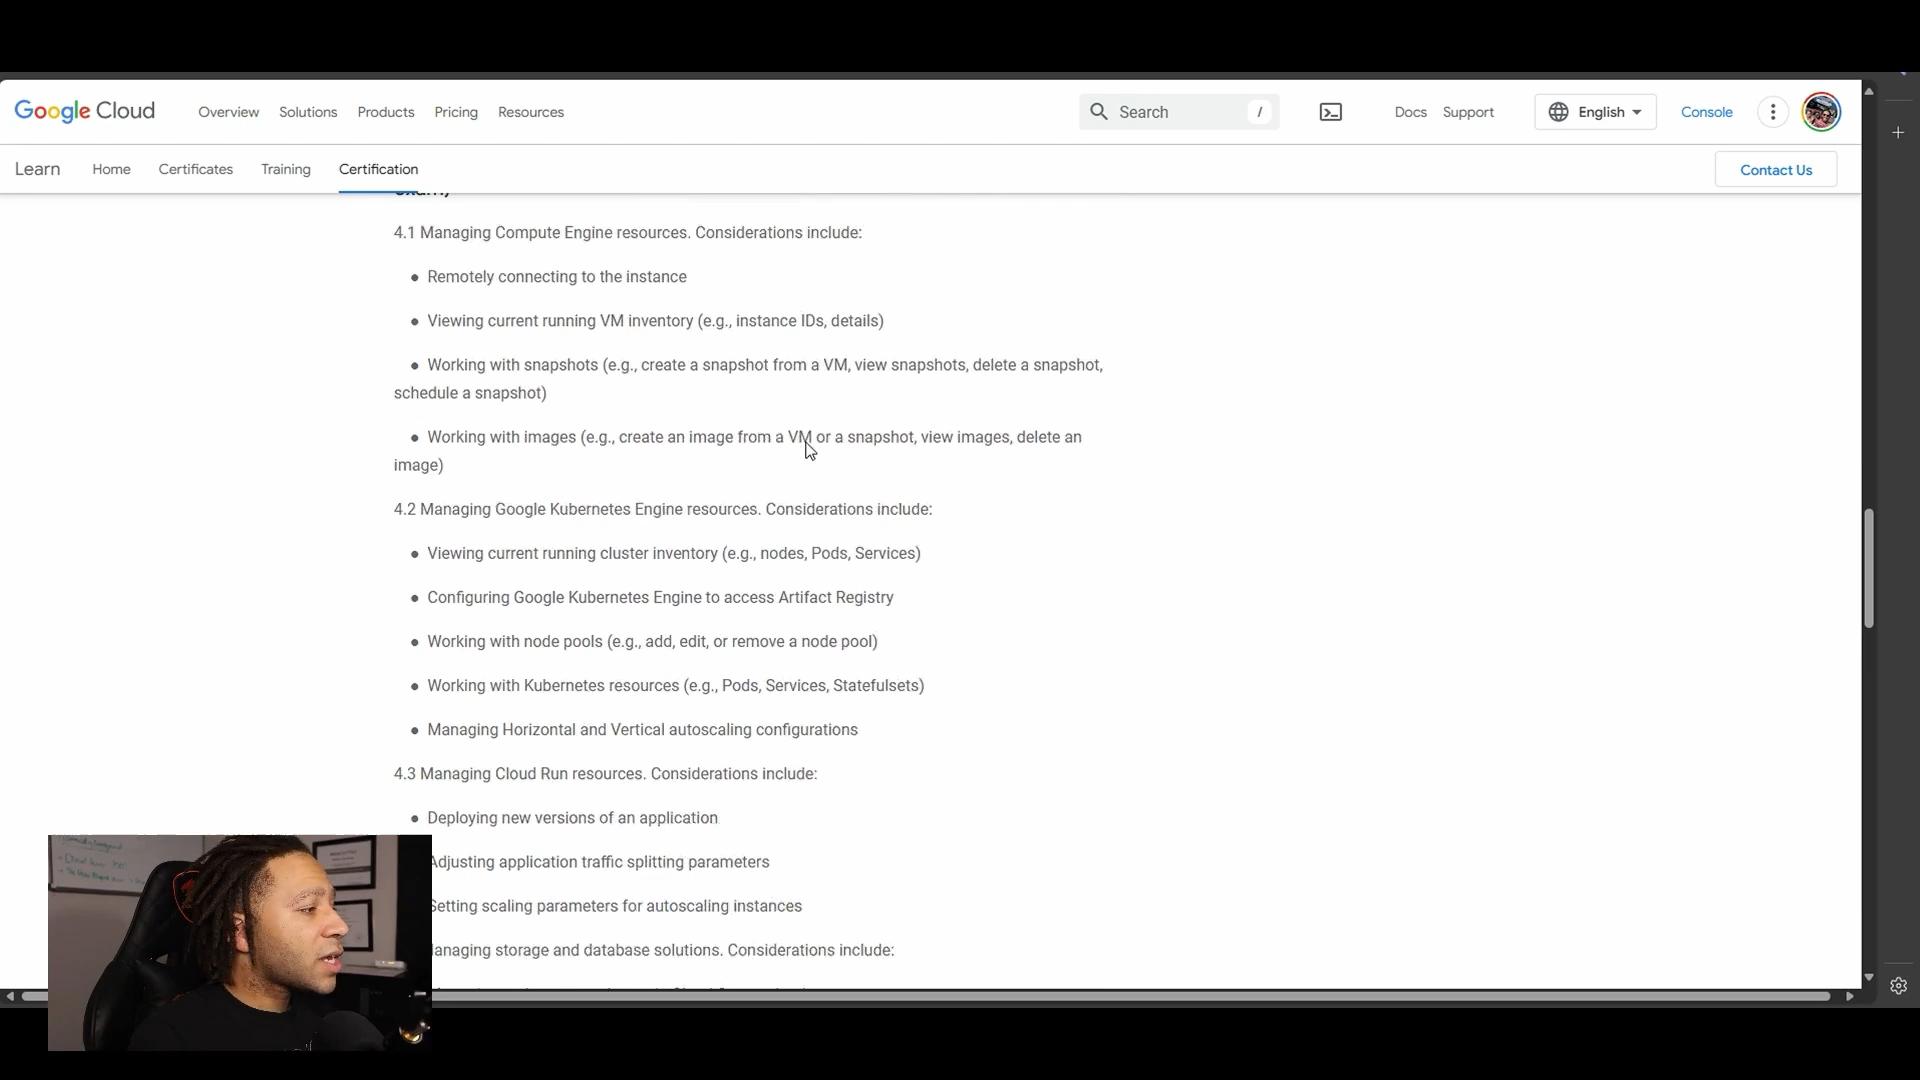 Google Cloud
Overview
Solutions
Products
Pricing
Resources
Search
/
Docs
Support
English
Console
Learn
Home
Certificates
Training
Certification
Contact Us
4.1 Managing Compute Engine resources. Considerations include:
● Remotely connecting to the instance
● Viewing current running VM inventory (e.g., instance IDs, details)
● Working with snapshots (e.g., create a snapshot from a VM, view snapshots, delete a snapshot,
schedule a snapshot)
● Working with images (e.g., create an image from a VM or a snapshot, view images, delete an
image)
4.2 Managing Google Kubernetes Engine resources. Considerations include:
● Viewing current running cluster inventory (e.g., nodes, Pods, Services)
● Configuring Google Kubernetes Engine to access Artifact Registry
● Working with node pools (e.g., add, edit, or remove a node pool)
● Working with Kubernetes resources (e.g., Pods, Services, Statefulsets)
● Managing Horizontal and Vertical autoscaling configurations
4.3 Managing Cloud Run resources. Considerations include:
● Deploying new versions of an application
Adjusting application traffic splitting parameters
Setting scaling parameters for autoscaling instances
anaging storage and database solutions. Considerations include: